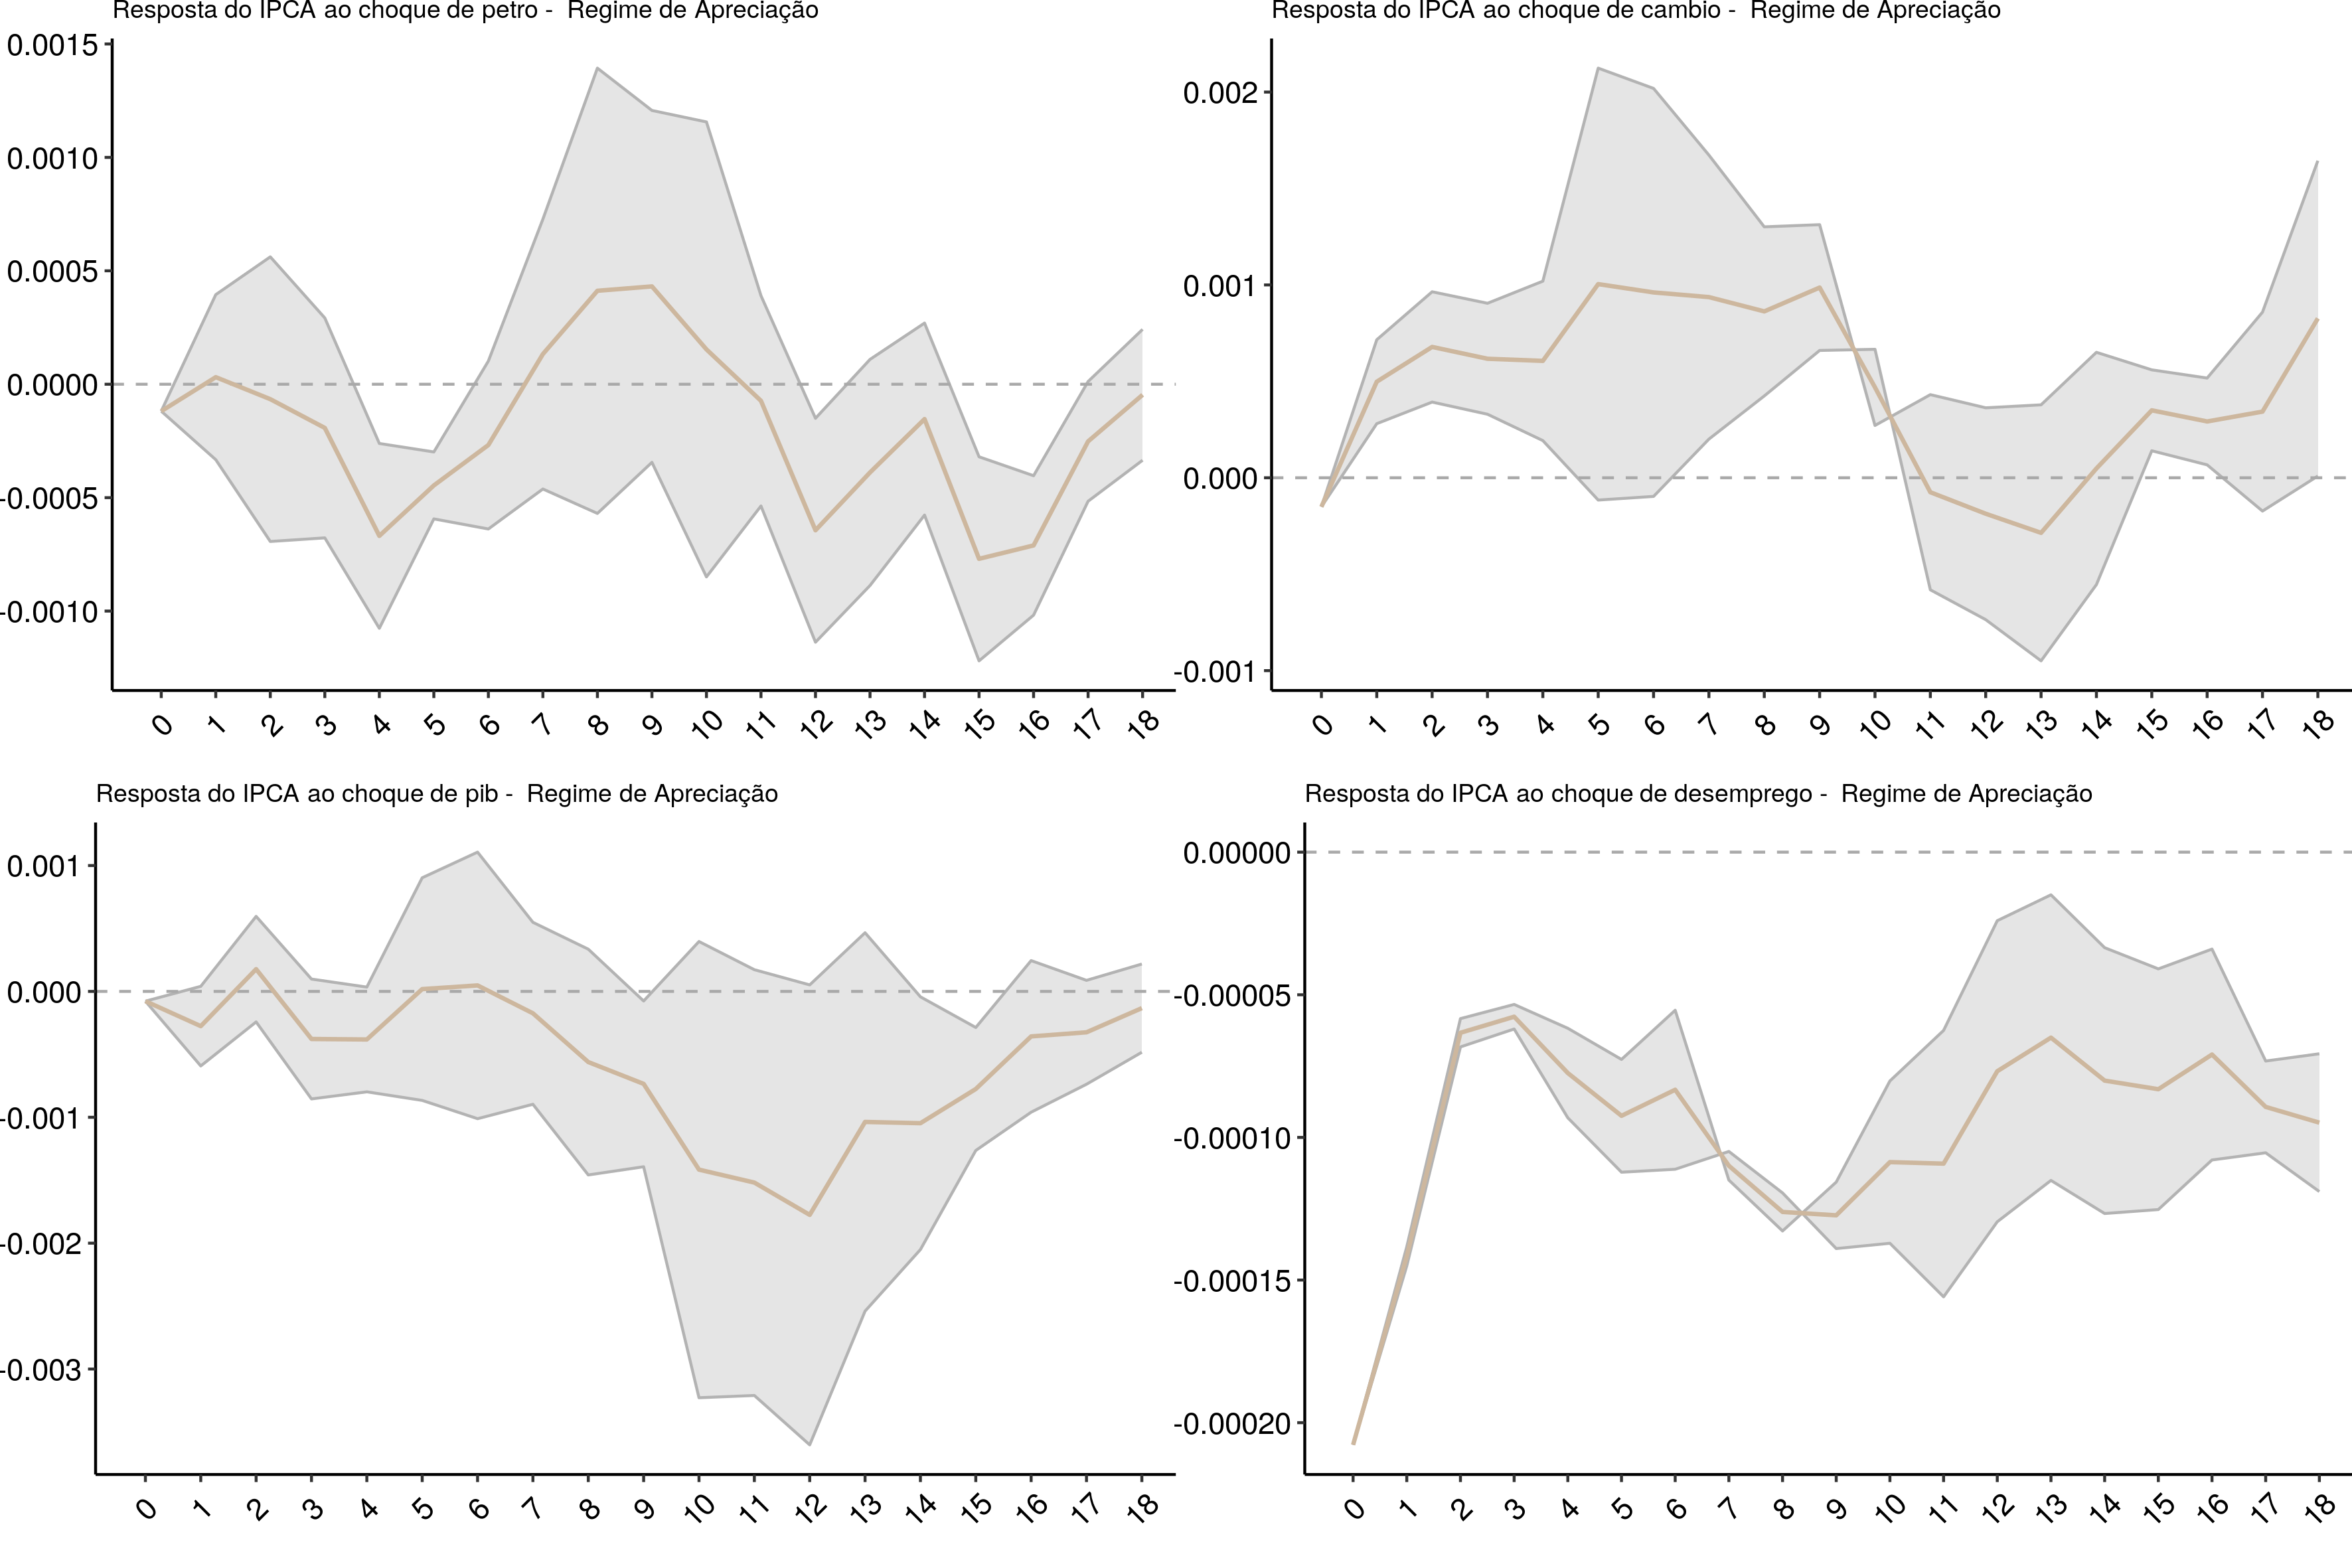 Resposta do IPCA ao choque de petro -  Regime de Apreciação
0.0015
0.0010
0.0005
0.0000
-0.0005
-0.0010
0 1 2 3 4 5 6 7 8 9 10 11 12 13 14 15 16 17 18
Resposta do IPCA ao choque de cambio -  Regime de Apreciação
0.002
0.001
0.000
-0.001
0 1 2 3 4 5 6 7 8 9 10 11 12 13 14 15 16 17 18
Resposta do IPCA ao choque de pib -  Regime de Apreciação
0.001
0.000
-0.001
-0.002
-0.003
0 1 2 3 4 5 6 7 8 9 10 11 12 13 14 15 16 17 18
Resposta do IPCA ao choque de desemprego -  Regime de Apreciação
0.00000
-0.00005
-0.00010
-0.00015
-0.00020
0 1 2 3 4 5 6 7 8 9 10 11 12 13 14 15 16 17 18